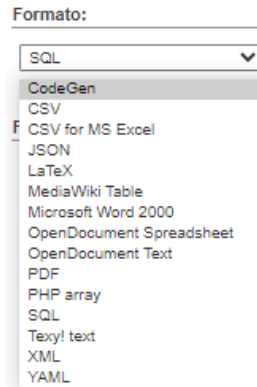 Formato:
SQL
CodeGen
CSV
F
CSV for MS Excel
JSON
LaTeX
MediaWiki Table
Microsoft Word 2000
OpenDocument Spreadsheet
OpenDocument Text
PDF
PHP array
SQL
Texy! text
XML
YAML